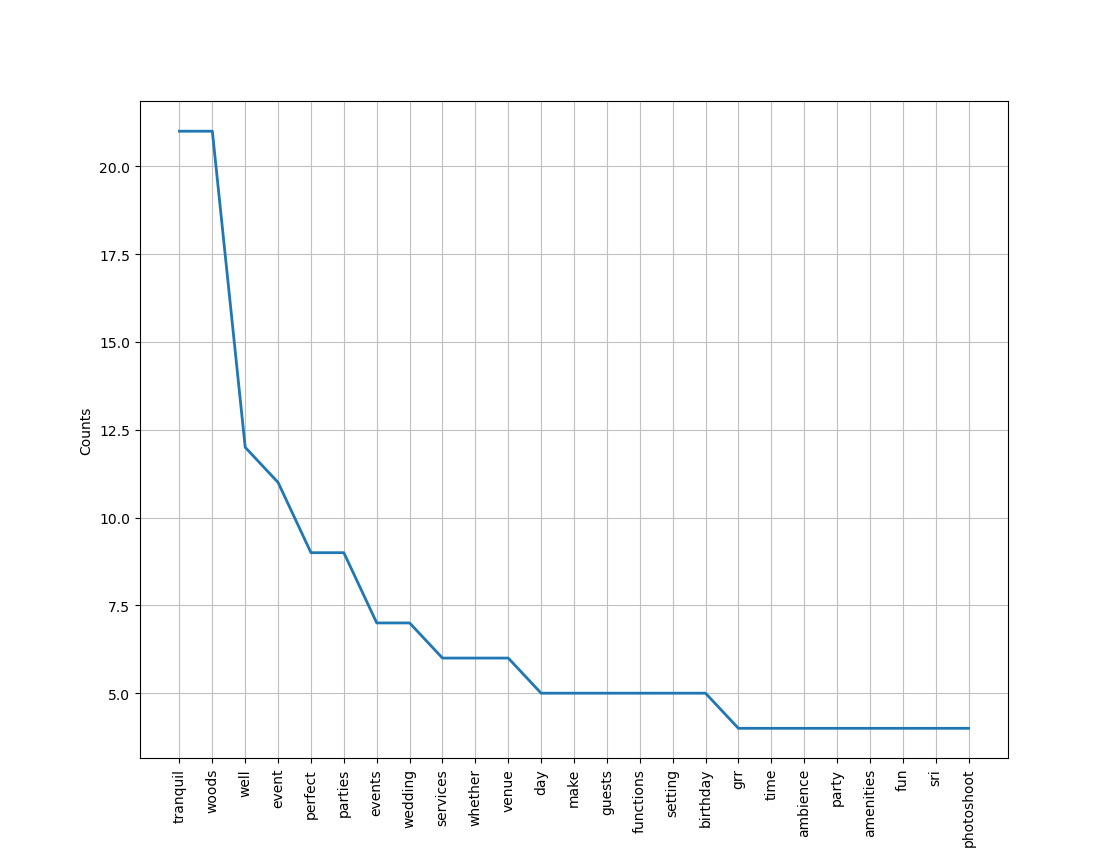 20.0
17.5
15.0
12.5
10.0
7.5
5.0
Counts
tranquil
woods
well
event
perfect
parties
events
wedding
services
whether
venue
day
make
guests
functions
setting
birthday
grr
time
ambience
party
amenities
fun
sri
photoshoot